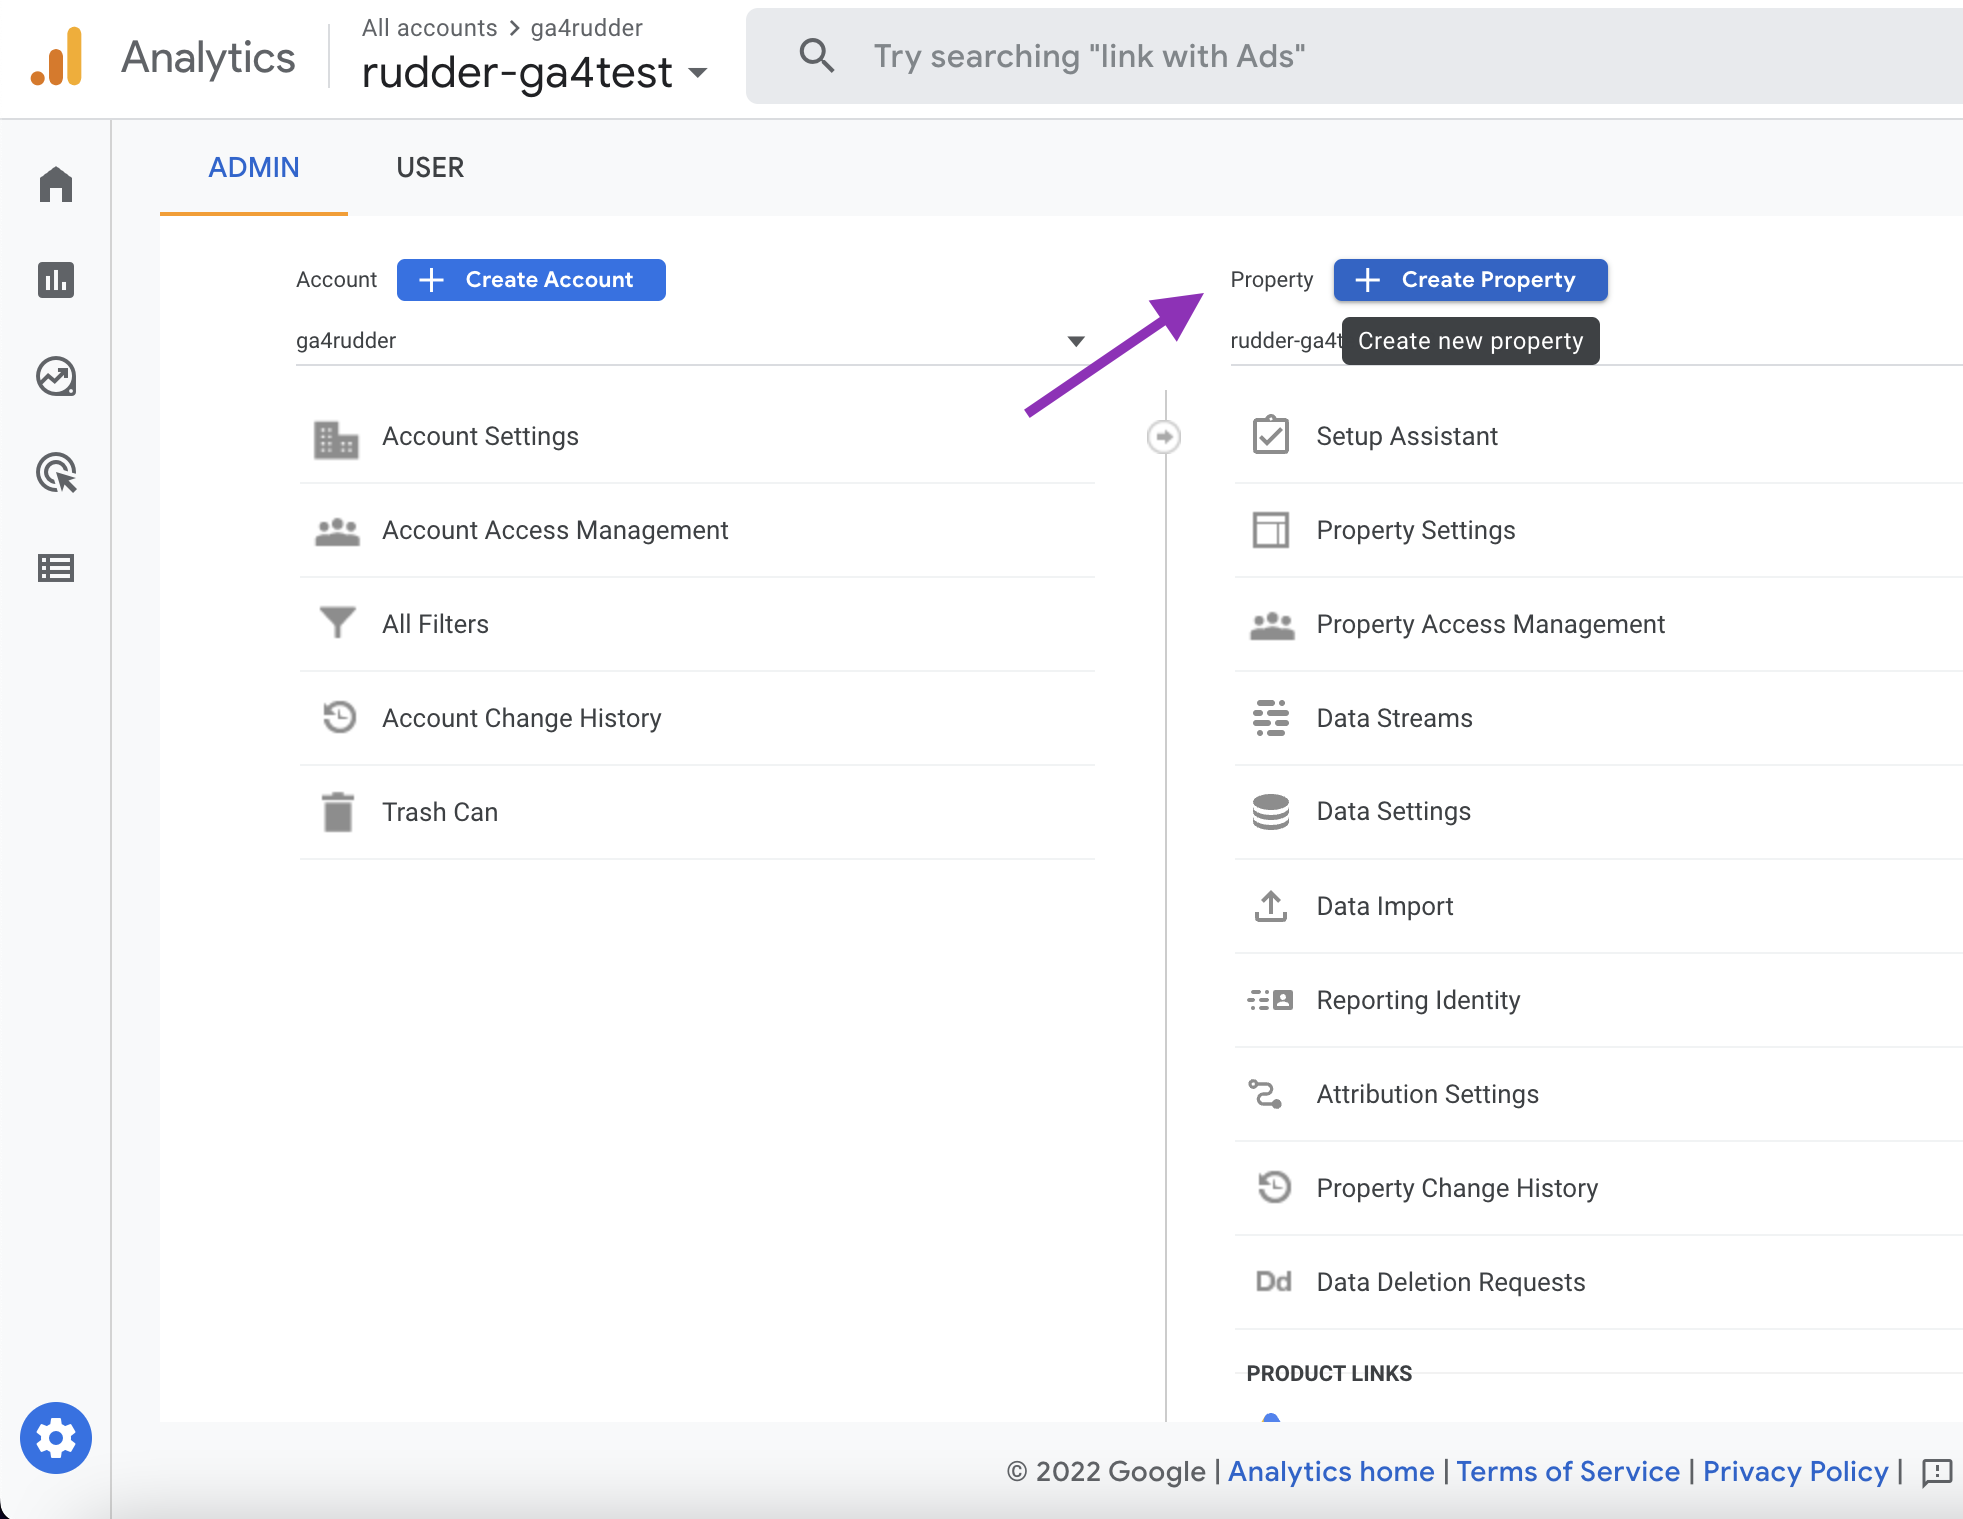 Analytics
All accounts > ga4rudder
rudder-ga4test
Try searching "link with Ads"
ADMIN
USER
Account
Create Account
ga4rudder
Account Settings
Account Access Management
All Filters
Account Change History
Trash Can
Property
Create Property
rudder-ga4t
Create new property
Setup Assistant
Property Settings
Property Access Management
Data Streams
Data Settings
Data Import
Reporting Identity
Attribution Settings
Property Change History
Dd Data Deletion Requests
PRODUCT LINKS
© 2022 Google | Analytics home | Terms of Service | Privacy Policy |